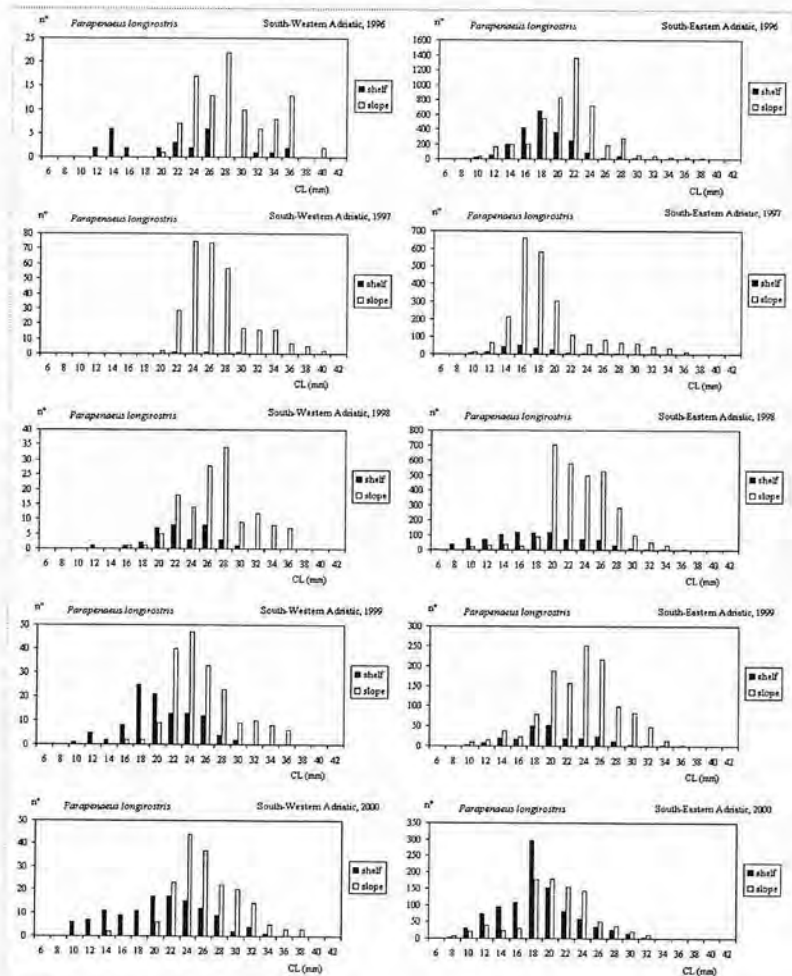 n° Parapenaeus longirostris South-Western Adriatic, 1996
25
20
15
10
5
0
6 8 10 12 14 16 18 20 22 24 26 28 30 32 34 36 38 40 42
CL (mm)
shelf
slope
n° Parapenaeus longirostris South-Eastern Adriatic, 1996
1600
1400
1200
1000
800
600
400
200
0
6 8 10 12 14 16 18 20 22 24 26 28 30 32 34 36 38 40 42
CL (mm)
shelf
slope
n° Parapenaeus longirostris South-Western Adriatic, 1997
80
70
60
50
40
30
20
10
0
6 8 10 12 14 16 18 20 22 24 26 28 30 32 34 36 38 40 42
CL (mm)
shelf
slope
n° Parapenaeus longirostris South-Eastern Adriatic, 1997
700
600
500
400
300
200
100
0
6 8 10 12 14 16 18 20 22 24 26 28 30 32 34 36 38 40 42
CL (mm)
shelf
slope
n° Parapenaeus longirostris South-Western Adriatic, 1998
40
35
30
25
20
15
10
5
0
6 8 10 12 14 16 18 20 22 24 26 28 30 32 34 36 38 40 42
CL (mm)
shelf
slope
n° Parapenaeus longirostris South-Eastern Adriatic, 1998
800
700
600
500
400
300
200
100
0
6 8 10 12 14 16 18 20 22 24 26 28 30 32 34 36 38 40 42
CL (mm)
shelf
slope
n° Parapenaeus longirostris South-Western Adriatic, 1999
50
40
30
20
10
0
6 8 10 12 14 16 18 20 22 24 26 28 30 32 34 36 38 40 42
CL (mm)
shelf
slope
n° Parapenaeus longirostris South-Eastern Adriatic, 1999
300
250
200
150
100
50
0
6 8 10 12 14 16 18 20 22 24 26 28 30 32 34 36 38 40 42
CL (mm)
shelf
slope
n° Parapenaeus longirostris South-Western Adriatic, 2000
50
40
30
20
10
0
6 8 10 12 14 16 18 20 22 24 26 28 30 32 34 36 38 40 42
CL (mm)
shelf
slope
n° Parapenaeus longirostris South-Eastern Adriatic, 2000
350
300
250
200
150
100
50
0
6 8 10 12 14 16 18 20 22 24 26 28 30 32 34 36 38 40 42
CL (mm)
shelf
slope